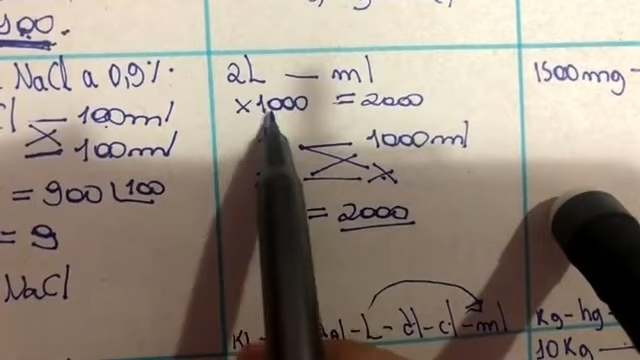 100.
NaCl a 0,9%.
100ml
100ml
= 900 100
= 9
NaCl
2L — ml
x1000 = 2000
1000ml
x
= 2000
L - dl - cl - ml
1500mg -
Kg - hg -
10Kg —